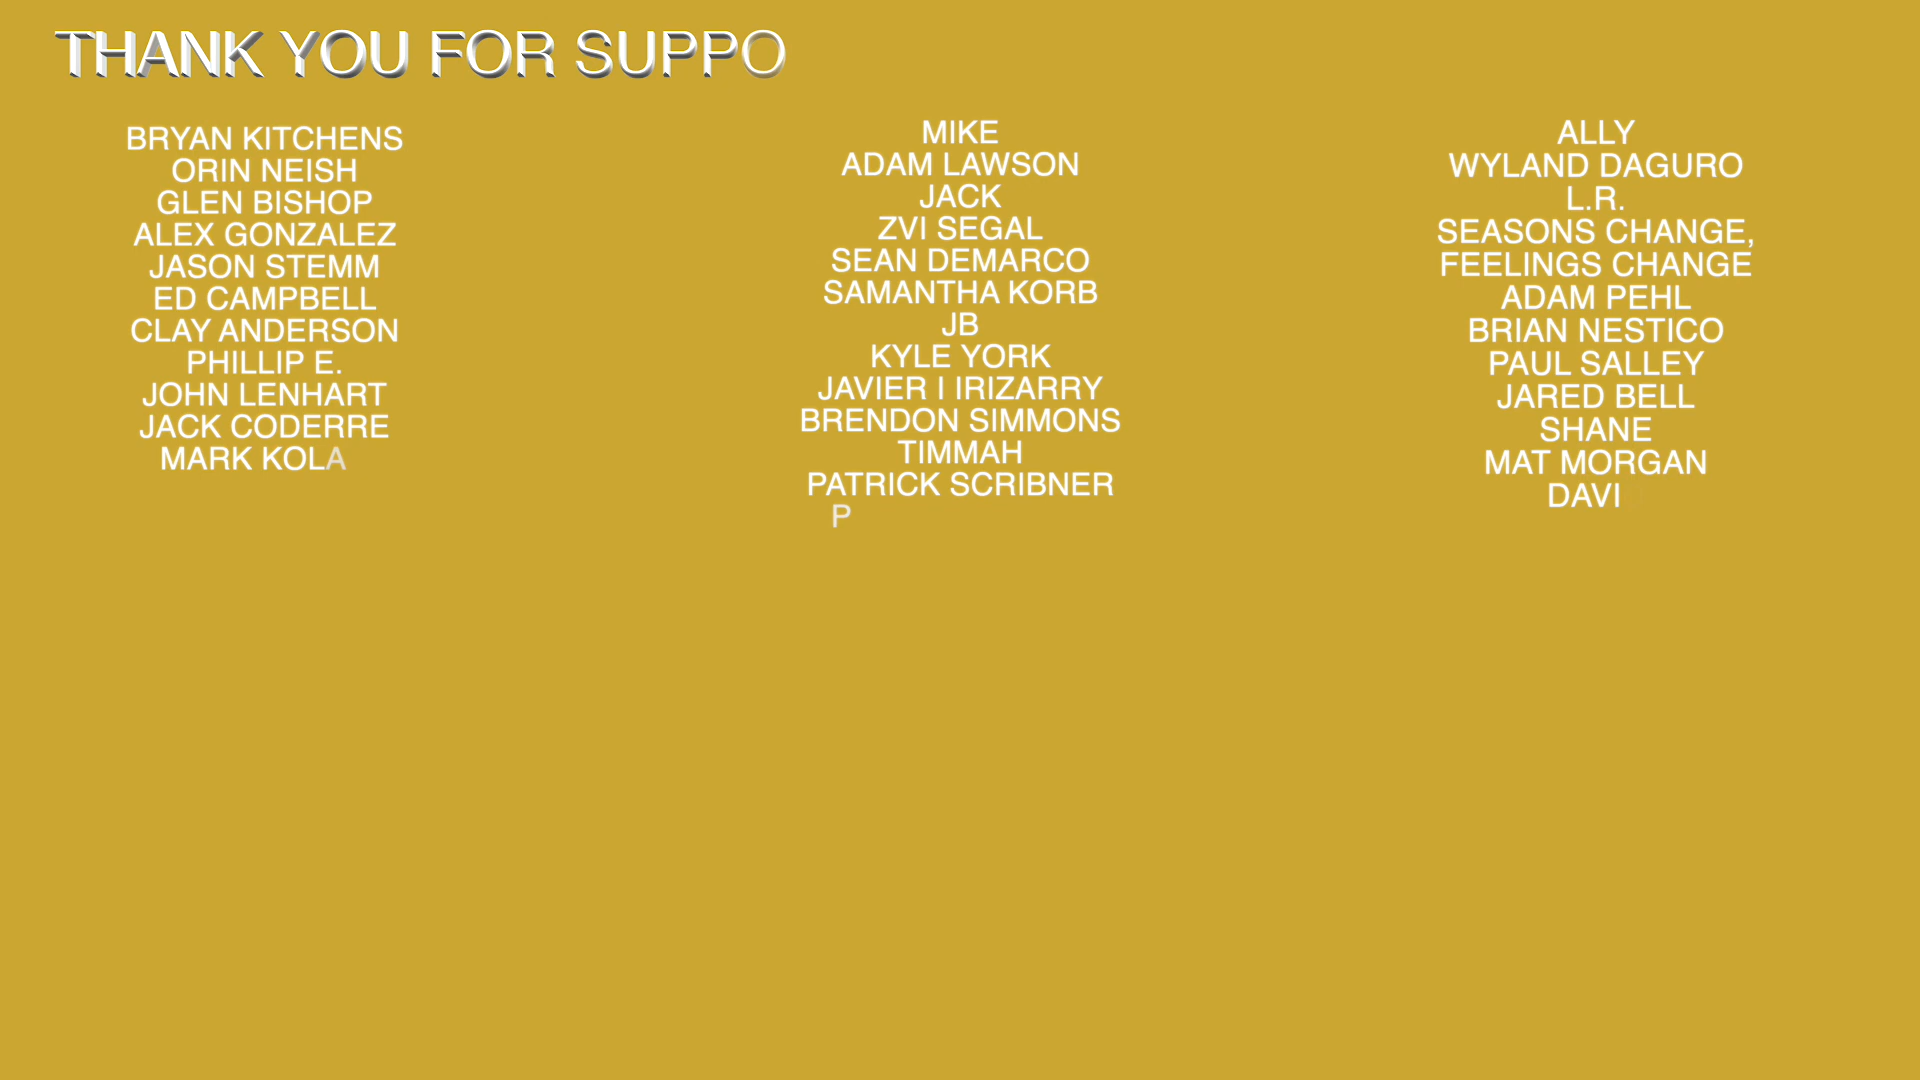 THANK YOU FOR SUPPO
BRYAN KITCHENS
ORIN NEISH
GLEN BISHOP
ALEX GONZALEZ
JASON STEMM
ED CAMPBELL
CLAY ANDERSON
PHILLIP E.
JOHN LENHART
JACK CODERRE
MARK KOLA
MIKE
ADAM LAWSON
JACK
ZVI SEGAL
SEAN DEMARCO
SAMANTHA KORB
JB
KYLE YORK
JAVIER I IRIZARRY
BRENDON SIMMONS
TIMMAH
PATRICK SCRIBNER
P
ALLY
WYLAND DAGURO
L.R.
SEASONS CHANGE,
FEELINGS CHANGE
ADAM PEHL
BRIAN NESTICO
PAUL SALLEY
JARED BELL
SHANE
MAT MORGAN
DAVI